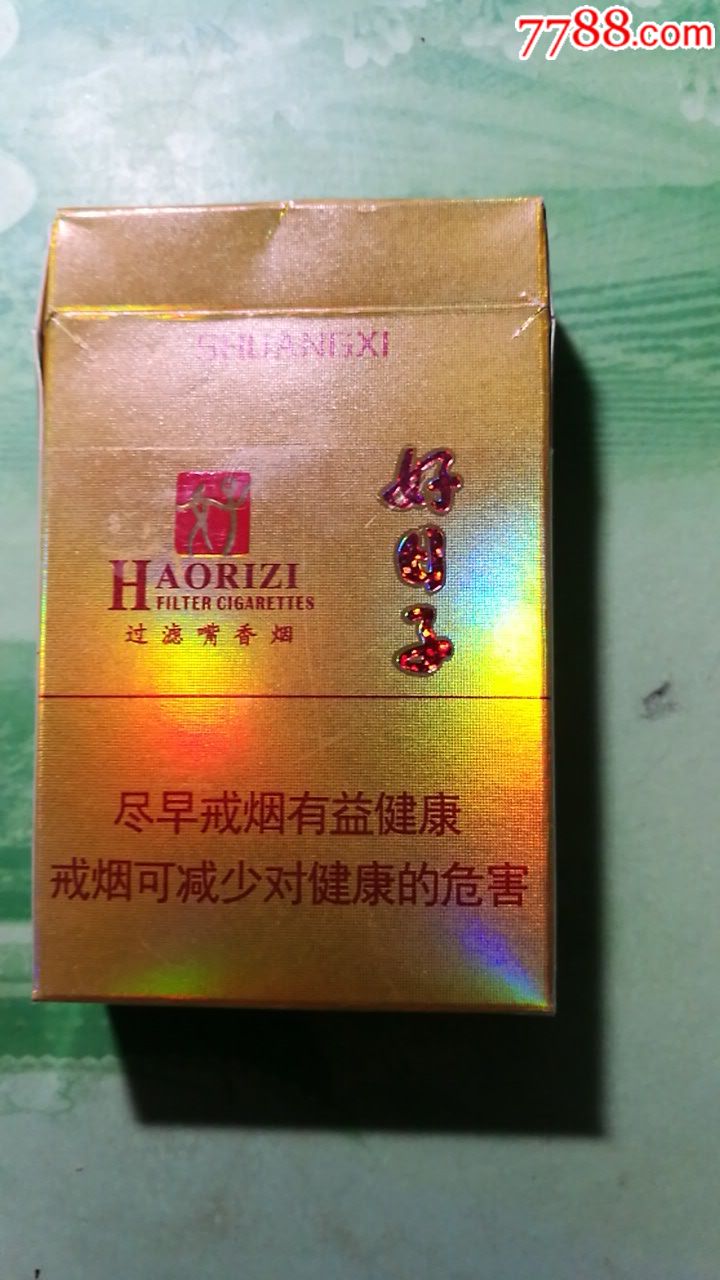 7788.com
SHUANGXI
好日子
HAORIZI
FILTER CIGARETTES
过滤嘴香烟
尽早戒烟有益健康
戒烟可减少对健康的危害